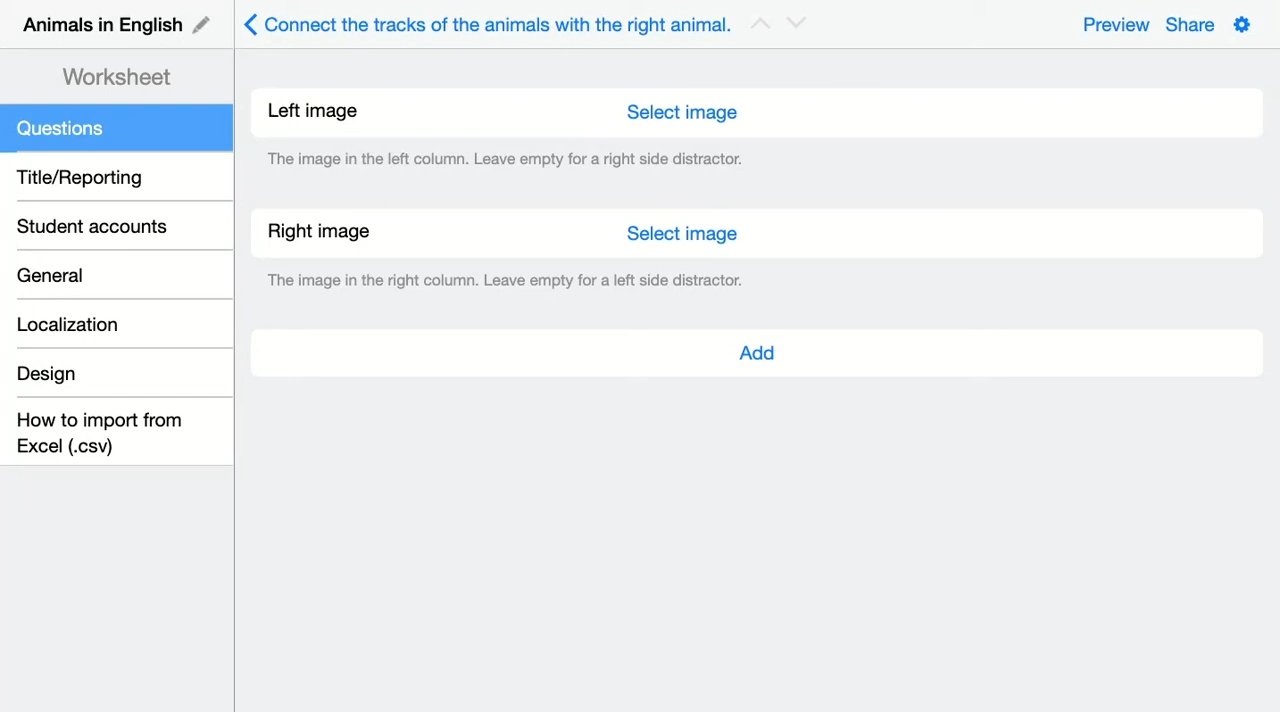 Animals in English
Connect the tracks of the animals with the right animal.
Preview
Share
Worksheet
Questions
Title/Reporting
Student accounts
General
Localization
Design
How to import from
Excel (.csv)
Left image
Select image
The image in the left column. Leave empty for a right side distractor.
Right image
Select image
The image in the right column. Leave empty for a left side distractor.
Add